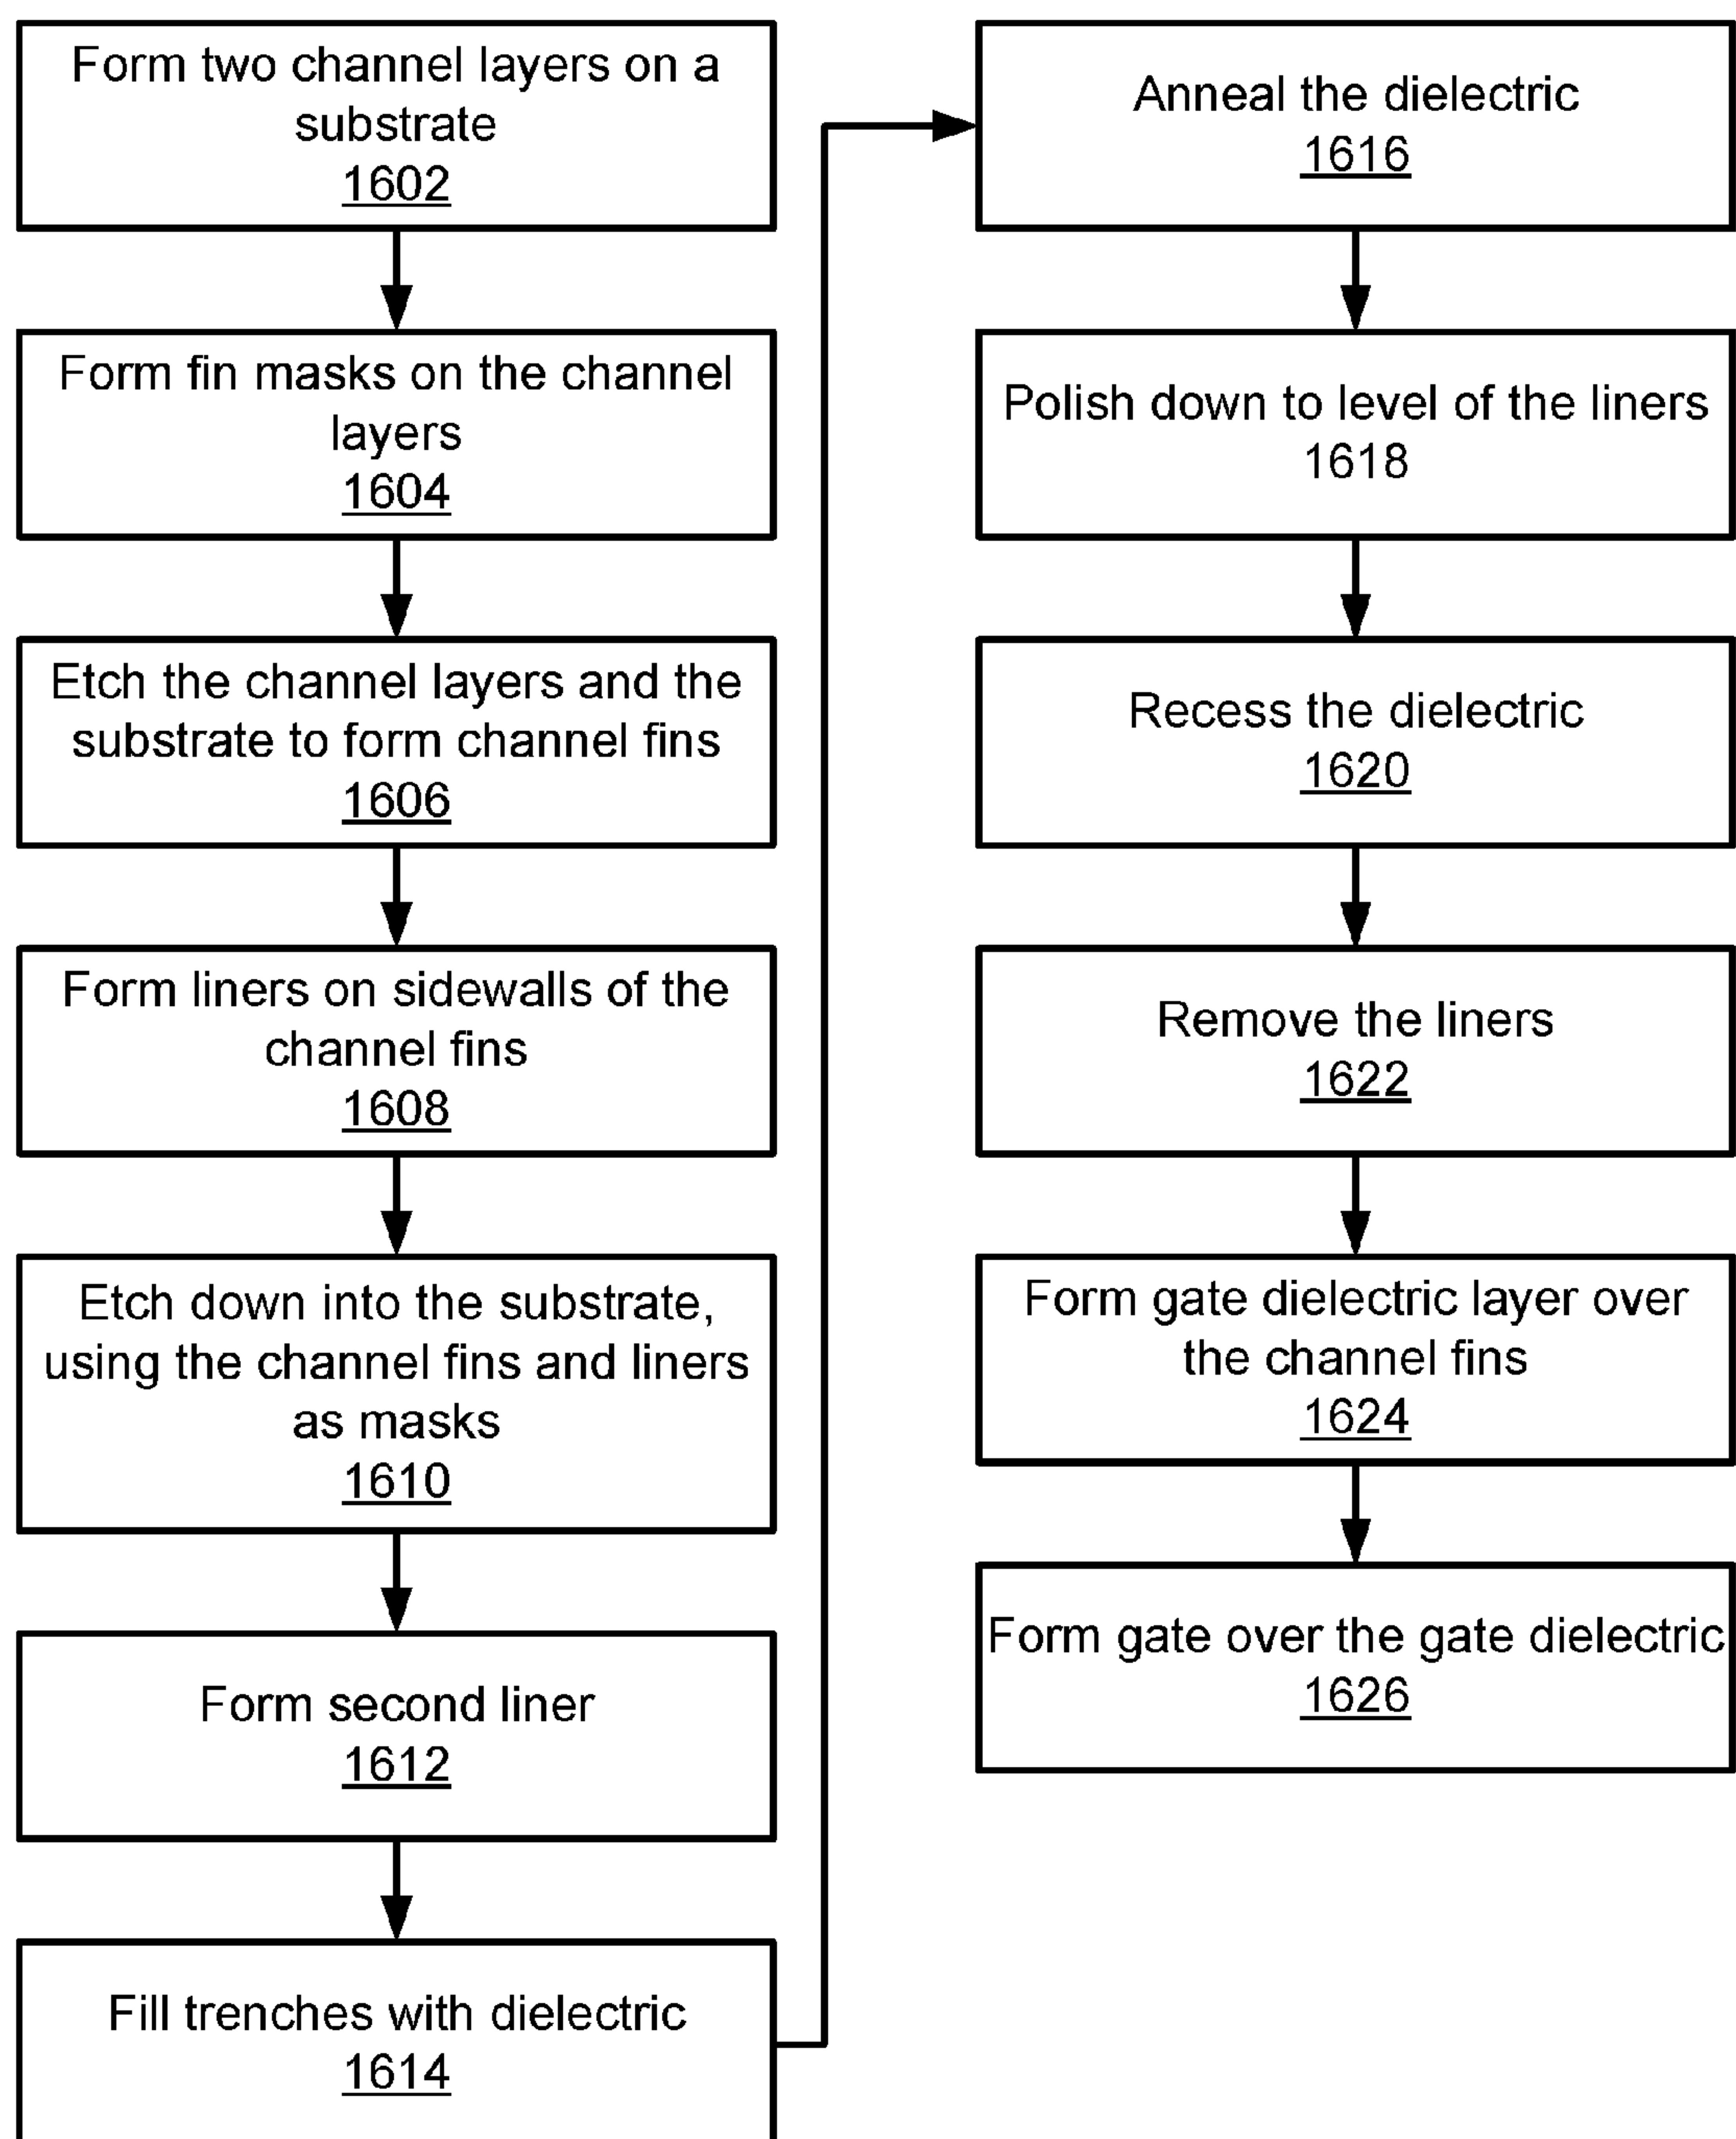 Form two channel layers on a
substrate
1602
Form fin masks on the channel
layers
1604
Etch the channel layers and the
substrate to form channel fins
1606
Form liners on sidewalls of the
channel fins
1608
Etch down into the substrate,
using the channel fins and liners
as masks
1610
Form second liner
1612
Fill trenches with dielectric
1614
Anneal the dielectric
1616
Polish down to level of the liners
1618
Recess the dielectric
1620
Remove the liners
1622
Form gate dielectric layer over
the channel fins
1624
Form gate over the gate dielectric
1626